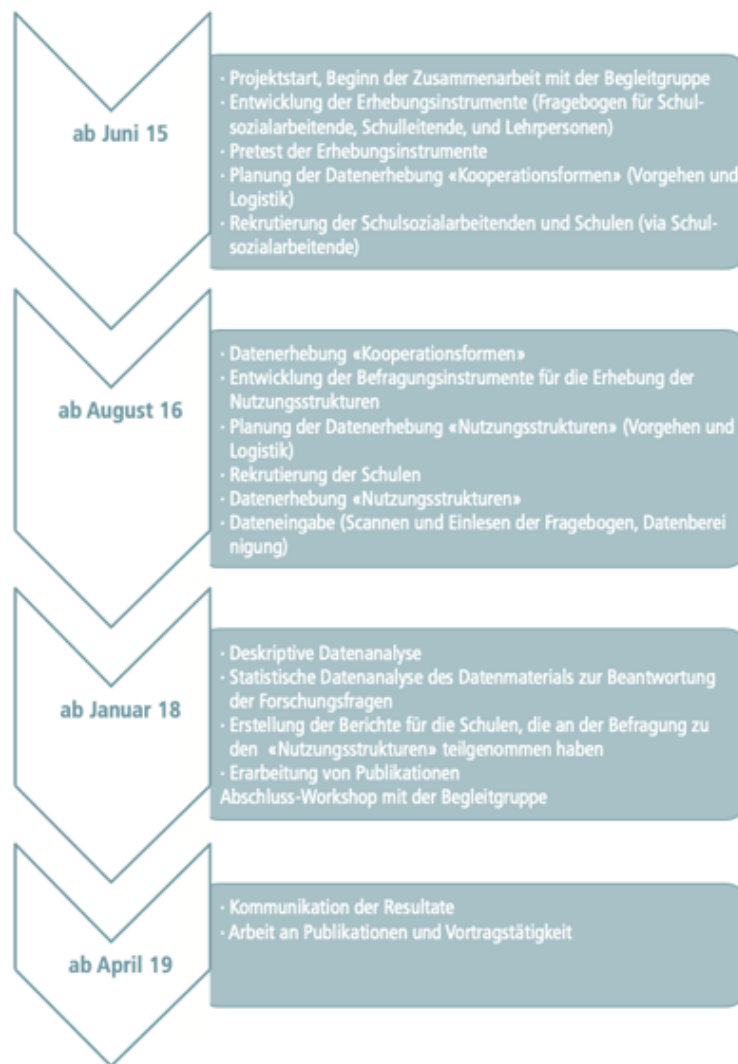 ab Juni 15
· Projektstart, Beginn der Zusammenarbeit mit der Begleitgruppe
· Entwicklung der Erhebungsinstrumente (Fragebogen für Schul-
sozialarbeitende, Schulleitende, und Lehrpersonen)
· Pretest der Erhebungsinstrumente
· Planung der Datenerhebung «Kooperationsformen» (Vorgehen und
Logistik)
· Rekrutierung der Schulsozialarbeitenden und Schulen (via Schul-
sozialarbeitende)
ab August 16
· Datenerhebung «Kooperationsformen»
· Entwicklung der Befragungsinstrumente für die Erhebung der
Nutzungsstrukturen
· Planung der Datenerhebung «Nutzungsstrukturen» (Vorgehen und
Logistik)
· Rekrutierung der Schulen
· Datenerhebung «Nutzungsstrukturen»
· Dateneingabe (Scannen und Einlesen der Fragebogen, Datenberei
nigung)
ab Januar 18
· Deskriptive Datenanalyse
· Statistische Datenanalyse des Datenmaterials zur Beantwortung
der Forschungsfragen
· Erstellung der Berichte für die Schulen, die an der Befragung zu
den «Nutzungsstrukturen» teilgenommen haben
· Erarbeitung von Publikationen
Abschluss-Workshop mit der Begleitgruppe
ab April 19
· Kommunikation der Resultate
· Arbeit an Publikationen und Vortragstätigkeit